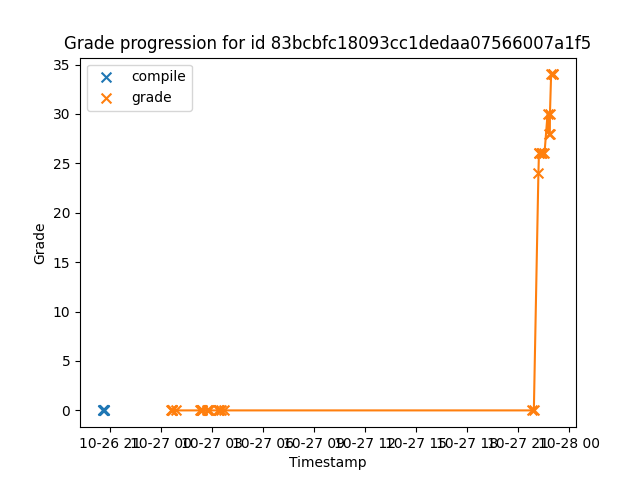 Grade progression for id 83bcbfc18093cc1dedaa07566007a1f5
compile
grade
35
30
25
20
15
10
5
0
Grade
10-26 21 10-27 00 10-27 03 10-27 06 10-27 09 10-27 12 10-27 15 10-27 18 10-27 21 10-28 00
Timestamp